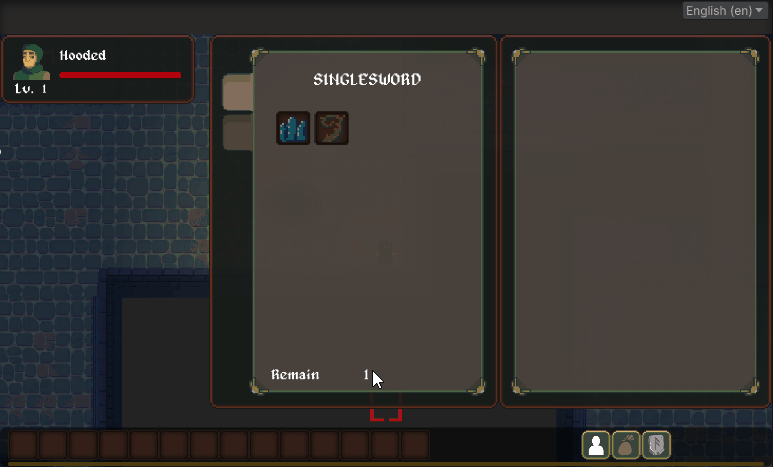 English (en)
Hooded
Lv. 1
SINGLESWORD
Remain 1